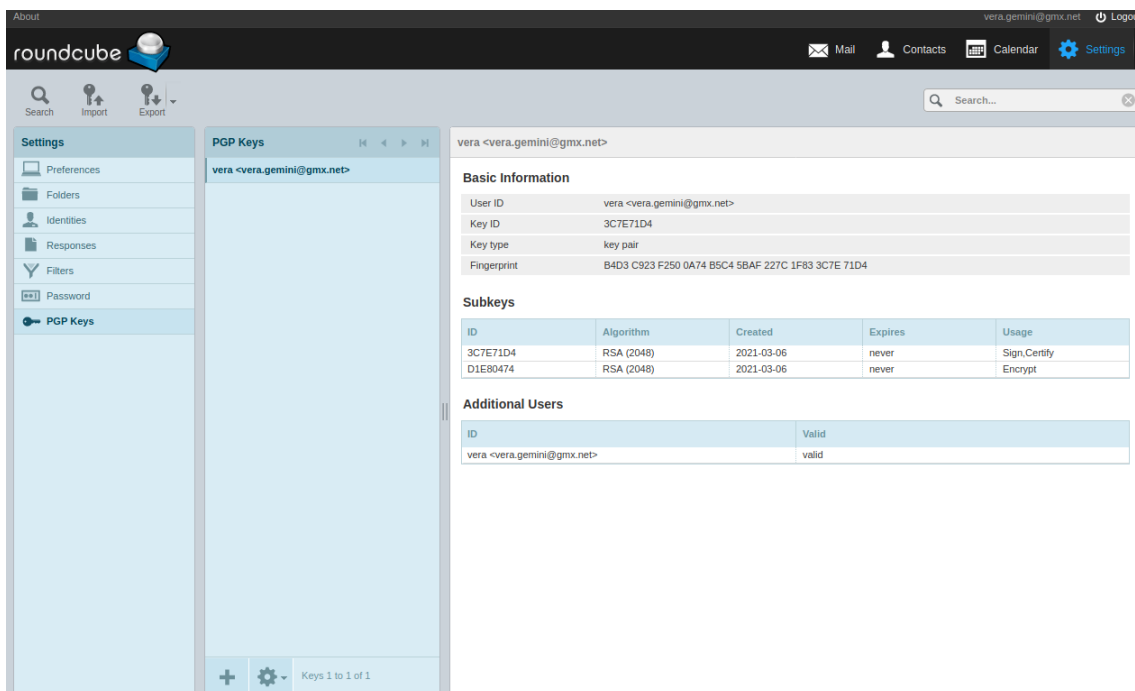 About
vera.gemini@gmx.net
roundcube
Mail
Contacts
Calendar
Settings
Search
Import
Export
Search...
Settings
Preferences
Folders
Identities
Responses
Filters
Password
PGP Keys
PGP Keys
vera <vera.gemini@gmx.net>
Keys 1 to 1 of 1
vera <vera.gemini@gmx.net>
Basic Information
User ID vera <vera.gemini@gmx.net>
Key ID 3C7E71D4
Key type key pair
Fingerprint B4D3 C923 F250 0A74 B5C4 5BAF 227C 1F83 3C7E 71D4
Subkeys
ID Algorithm Created Expires Usage
3C7E71D4 RSA (2048) 2021-03-06 never Sign,Certify
D1E80474 RSA (2048) 2021-03-06 never Encrypt
Additional Users
ID Valid
vera <vera.gemini@gmx.net> valid